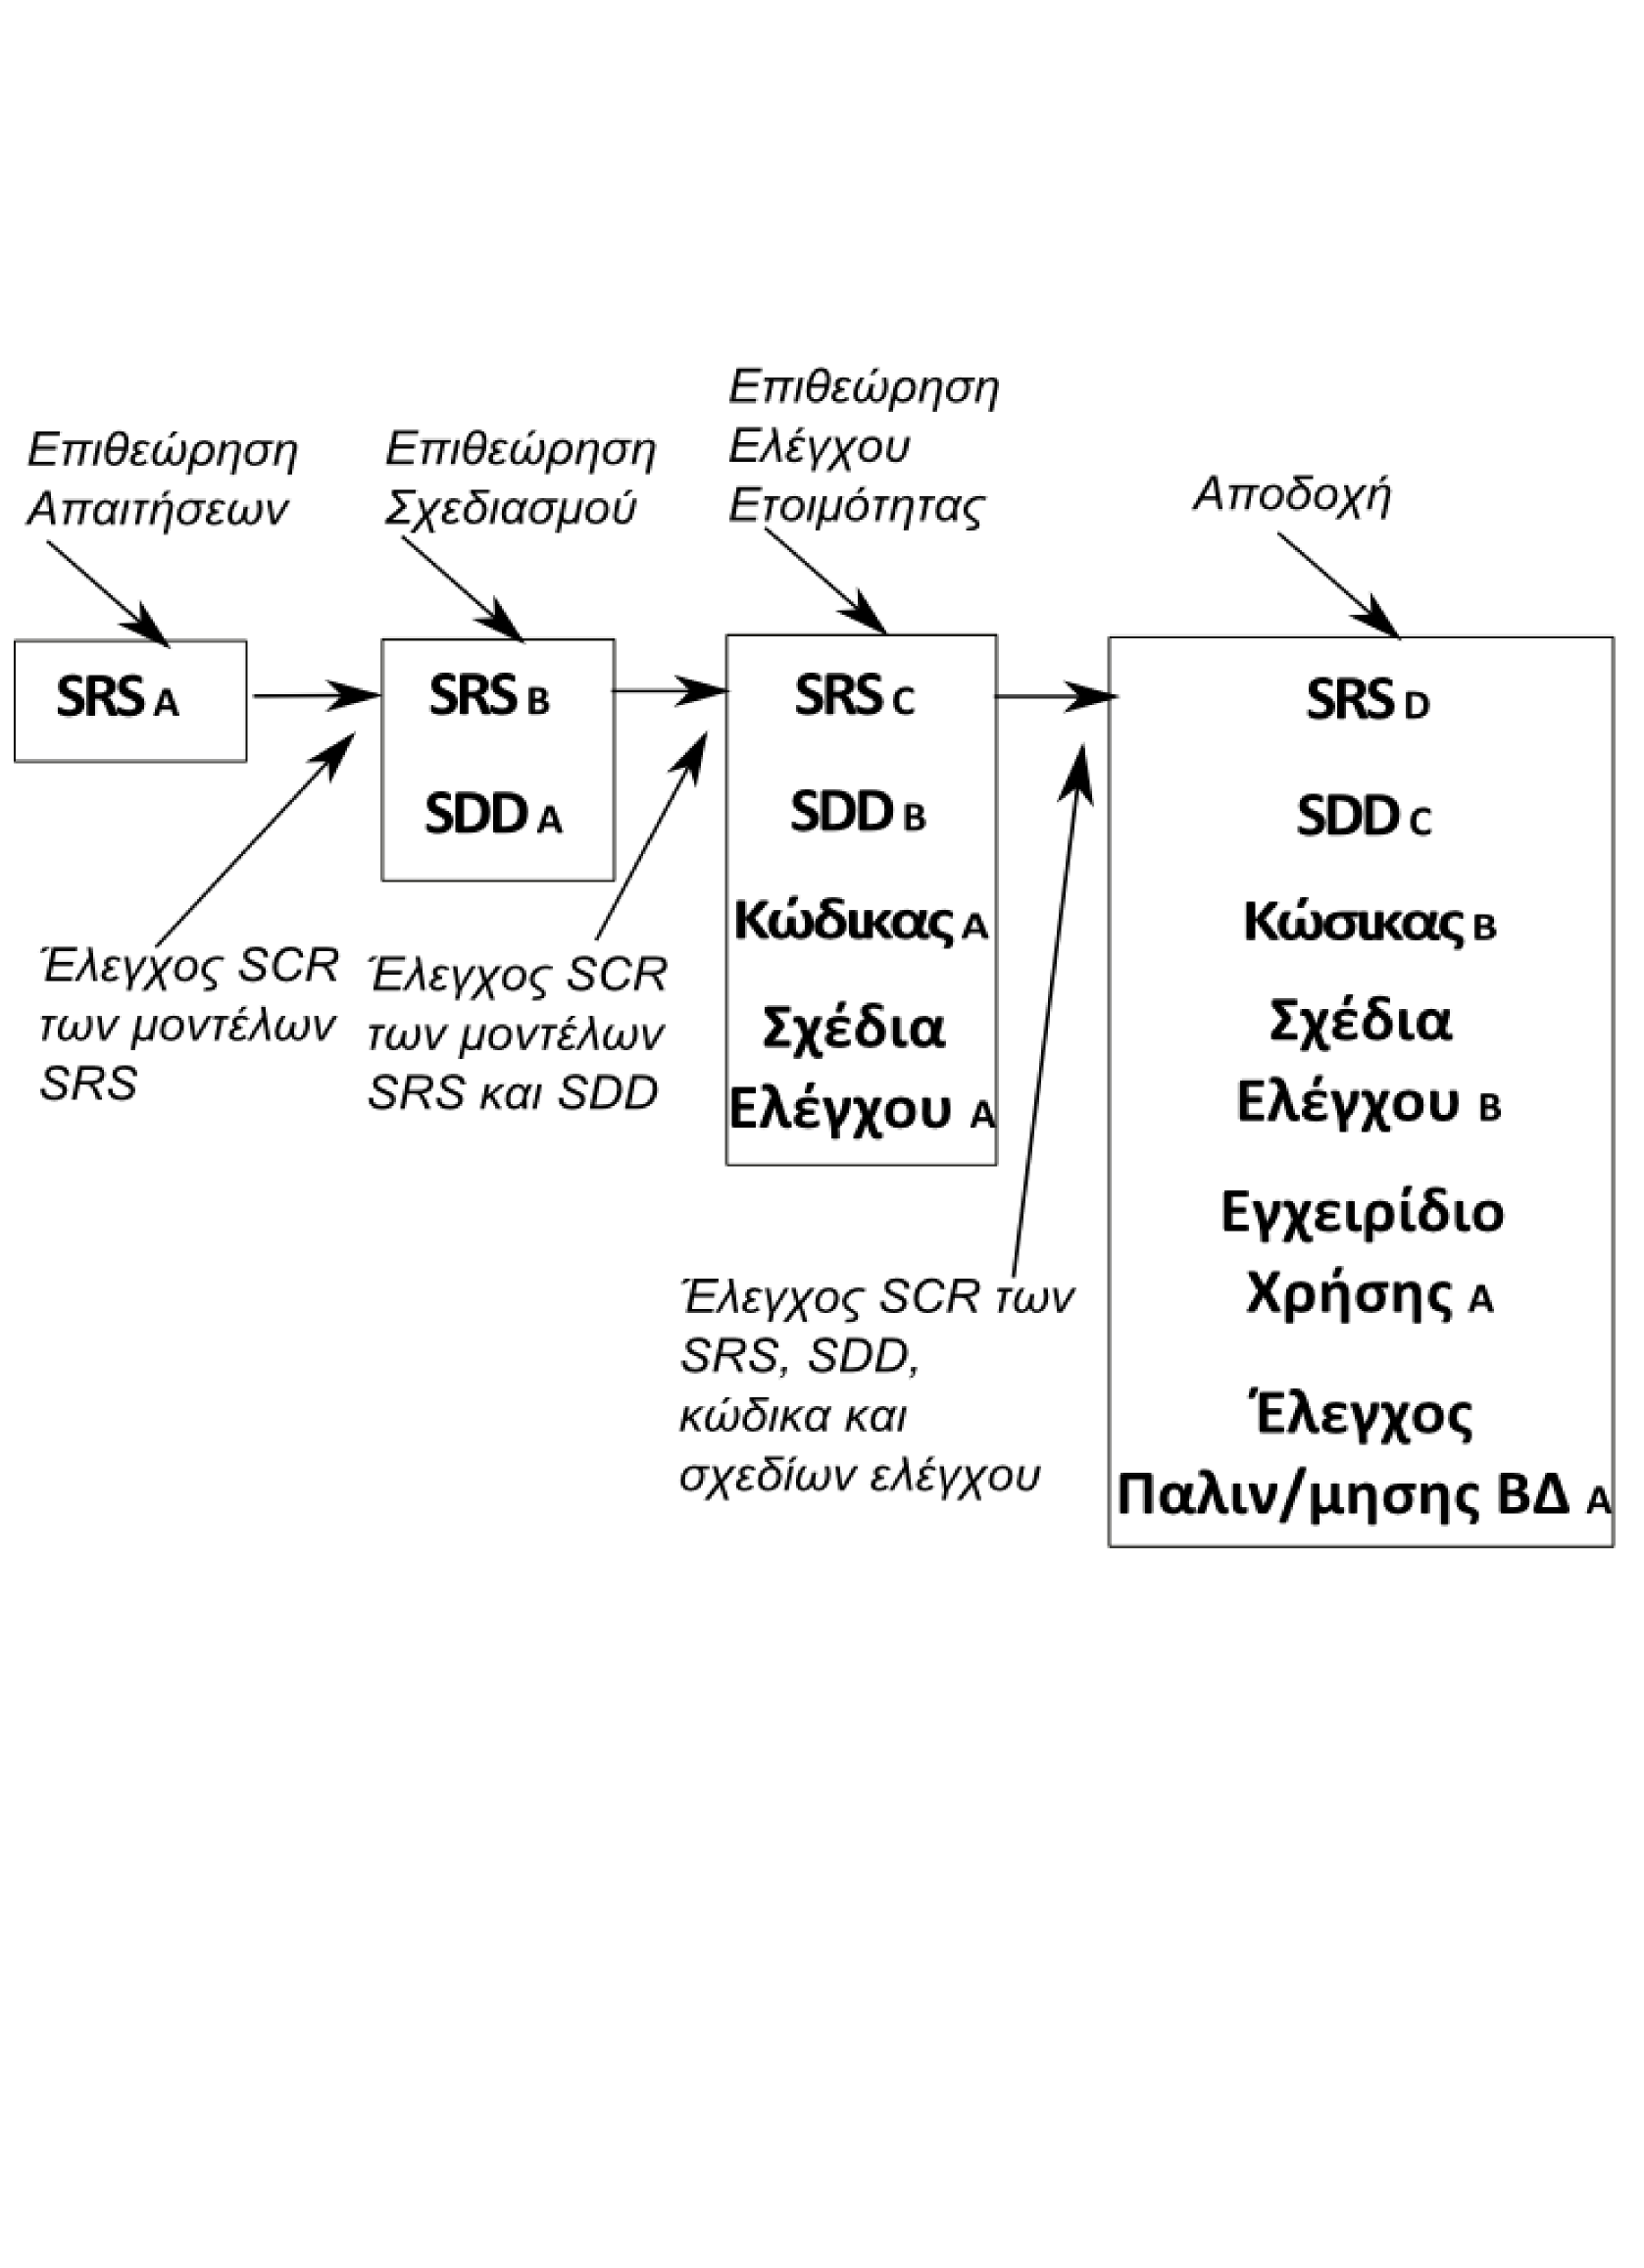 Επιθεώρηση
Απαιτήσεων
Επιθεώρηση
Σχεδιασμού
Επιθεώρηση
Ελέγχου
Ετοιμότητας
Αποδοχή
SRS A
SRS B
SDD A
SRS C
SDD B
Κώδικας A
Σχέδια
Ελέγχου A
SRS D
SDD C
Κώσικας B
Σχέδια
Ελέγχου B
Εγχειρίδιο
Χρήσης A
Έλεγχος
Παλιν/μησης ΒΔ A
Έλεγχος SCR
των μοντέλων
SRS
Έλεγχος SCR
των μοντέλων
SRS και SDD
Έλεγχος SCR των
SRS, SDD,
κώδικα και
σχεδίων ελέγχου